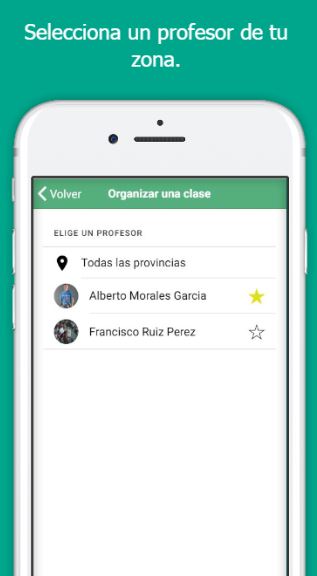 Selecciona un profesor de tu
zona.
Volver
Organizar una clase
ELIGE UN PROFESOR
Todas las provincias
Alberto Morales Garcia
Francisco Ruiz Perez